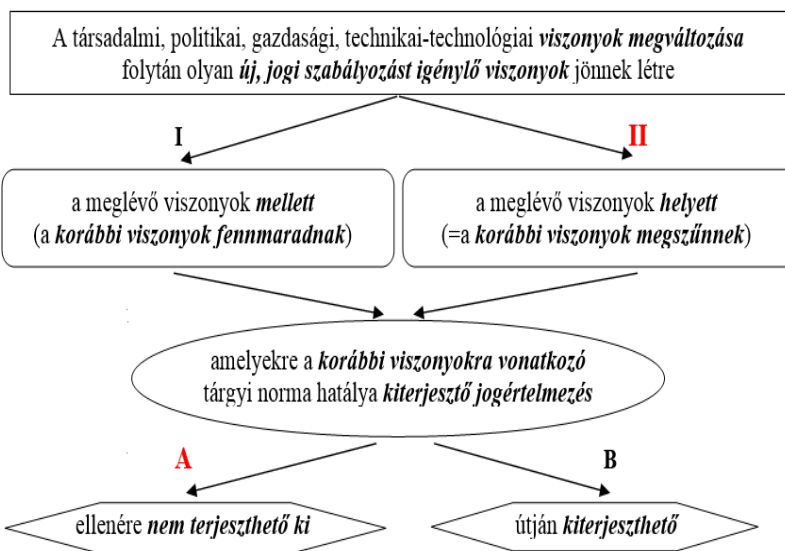 A társadalmi, politikai, gazdasági, technikai-technológiai viszonyok megváltozása
folytán olyan új, jogi szabályozást igénylő viszonyok jönnek létre
I
II
a meglévő viszonyok mellett
(a korábbi viszonyok fennmaradnak)
a meglévő viszonyok helyett
(=a korábbi viszonyok megszűnnek)
amelyekre a korábbi viszonyokra vonatkozó
tárgyi norma hatálya kiterjesztő jogértelmezés
A
B
ellenére nem terjeszthető ki
útján kiterjeszthető